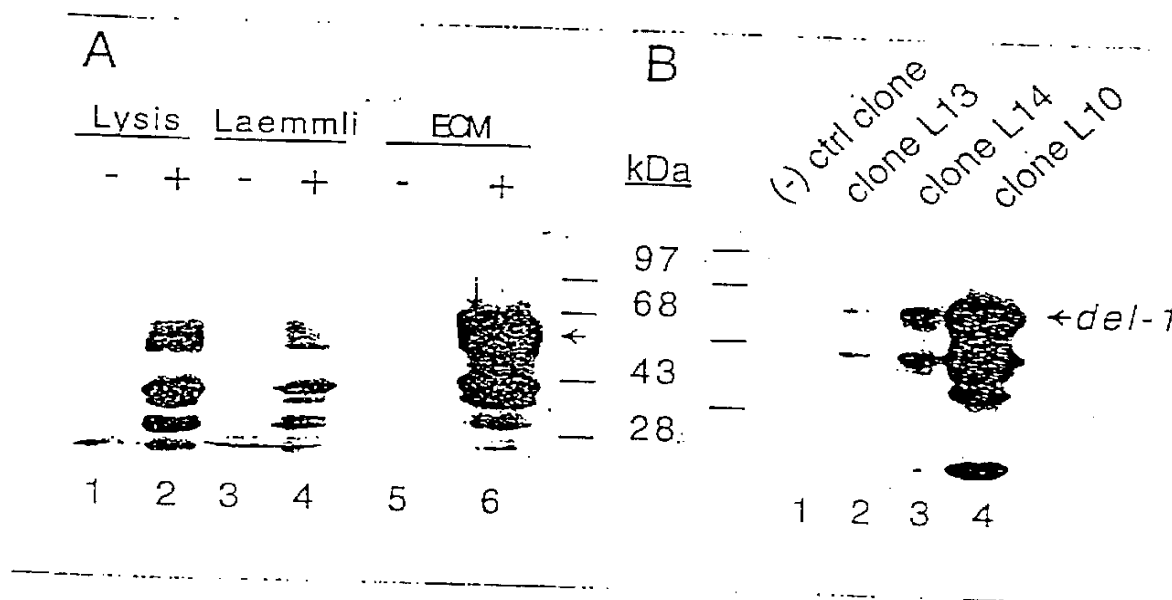 A
B
Lysis Laemmli ECM
- + - + - +
kDa
(-) ctrl clone
clone L13
clone L14
clone L10
97
68
43
28
←del-1
1 2 3 4 5 6
1 2 3 4